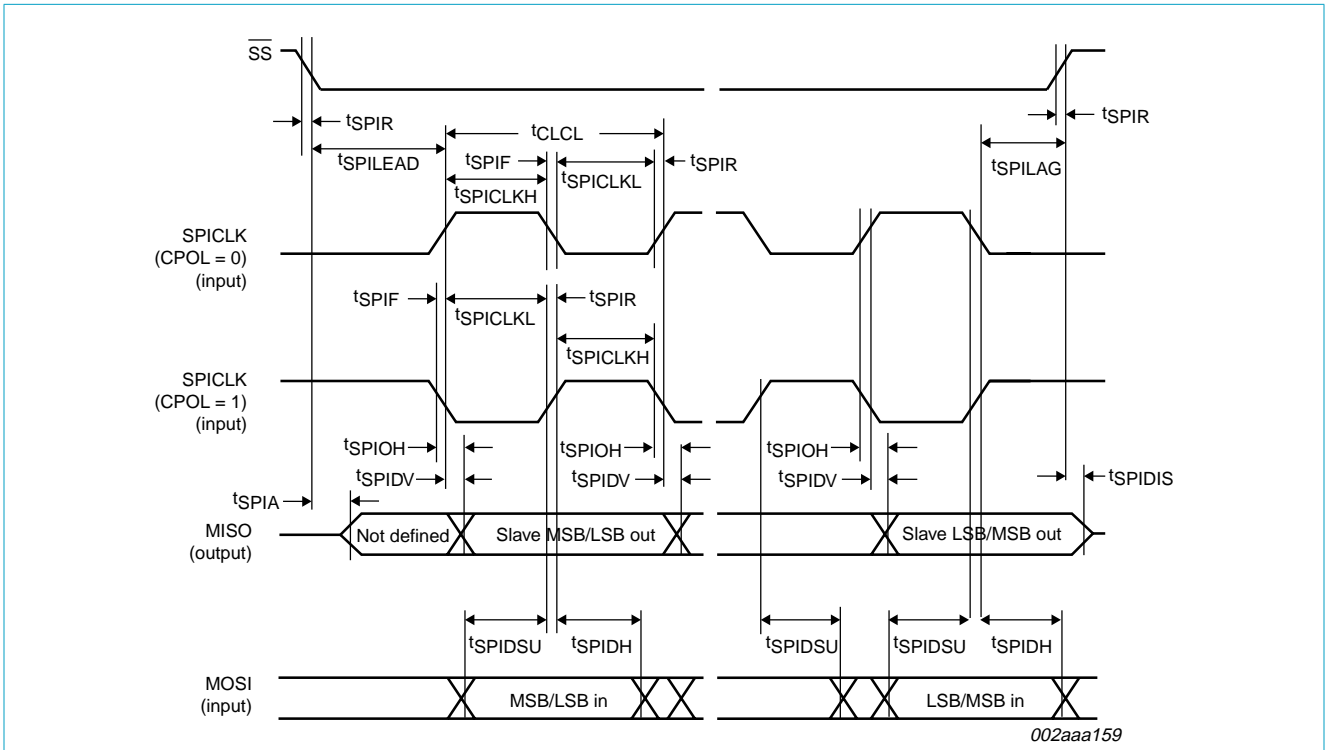 SS
tSPIR
tCLCL
tSPIR
tSPILEAD
tSPIF
tSPICLKL
tSPIR
tSPILAG
tSPICLKH
SPICLK
(CPOL = 0)
(input)
tSPIF
tSPICLKL
tSPIR
tSPICLKH
SPICLK
(CPOL = 1)
(input)
tSPIOH
tSPIOH
tSPIOH
tSPIDV
tSPIDV
tSPIDV
tSPIDIS
tSPIA
MISO
(output)
Not defined
Slave MSB/LSB out
Slave LSB/MSB out
tSPIDSU
tSPIDH
tSPIDSU
tSPIDSU
tSPIDH
MOSI
(input)
MSB/LSB in
LSB/MSB in
002aaa159